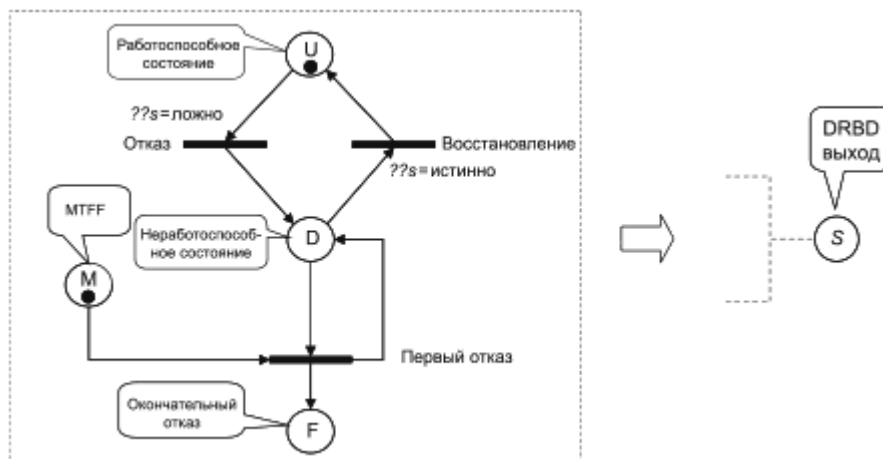 Работоспособное
состояние
U
??s=ложно
Отказ
Восстановление
??s=истинно
MTFF
Неработоспособ-
ное состояние
D
M
Первый отказ
Окончательный
отказ
F
DRBD
выход
S